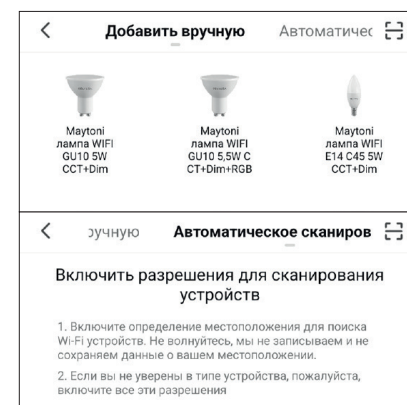 Добавить вручную Автоматичес
Maytoni лампа WIFI GU10 5W CCT+Dim
Maytoni лампа WIFI GU10 5,5W C CT+Dim+RGB
Maytoni лампа WIFI E14 C45 5W CCT+Dim
ручную Автоматическое сканиров
Включить разрешения для сканирования
устройств
1. Включите определение местоположения для поиска
Wi-Fi устройств. Не волнуйтесь, мы не записываем и не
сохраняем данные о вашем местоположении.
2. Если вы не уверены в типе устройства, пожалуйста,
включите все эти разрешения